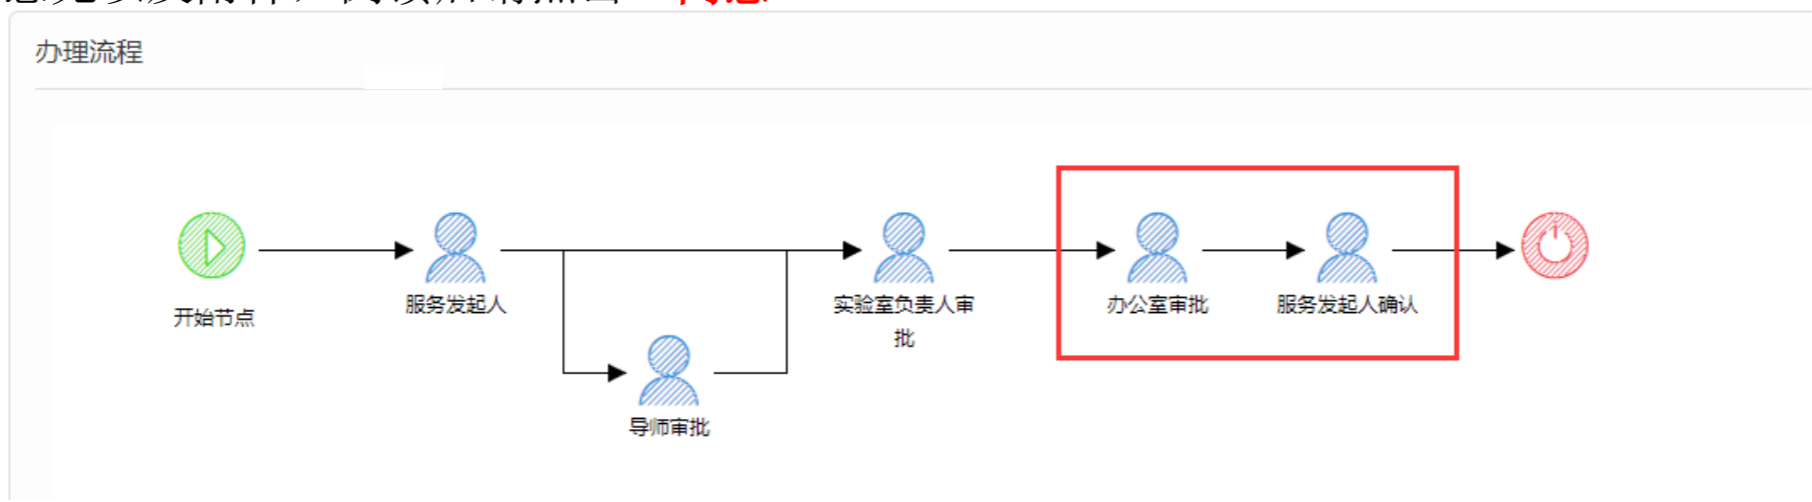 办理流程
开始节点
服务发起人
导师审批
实验室负责人审
批
办公室审批
服务发起人确认